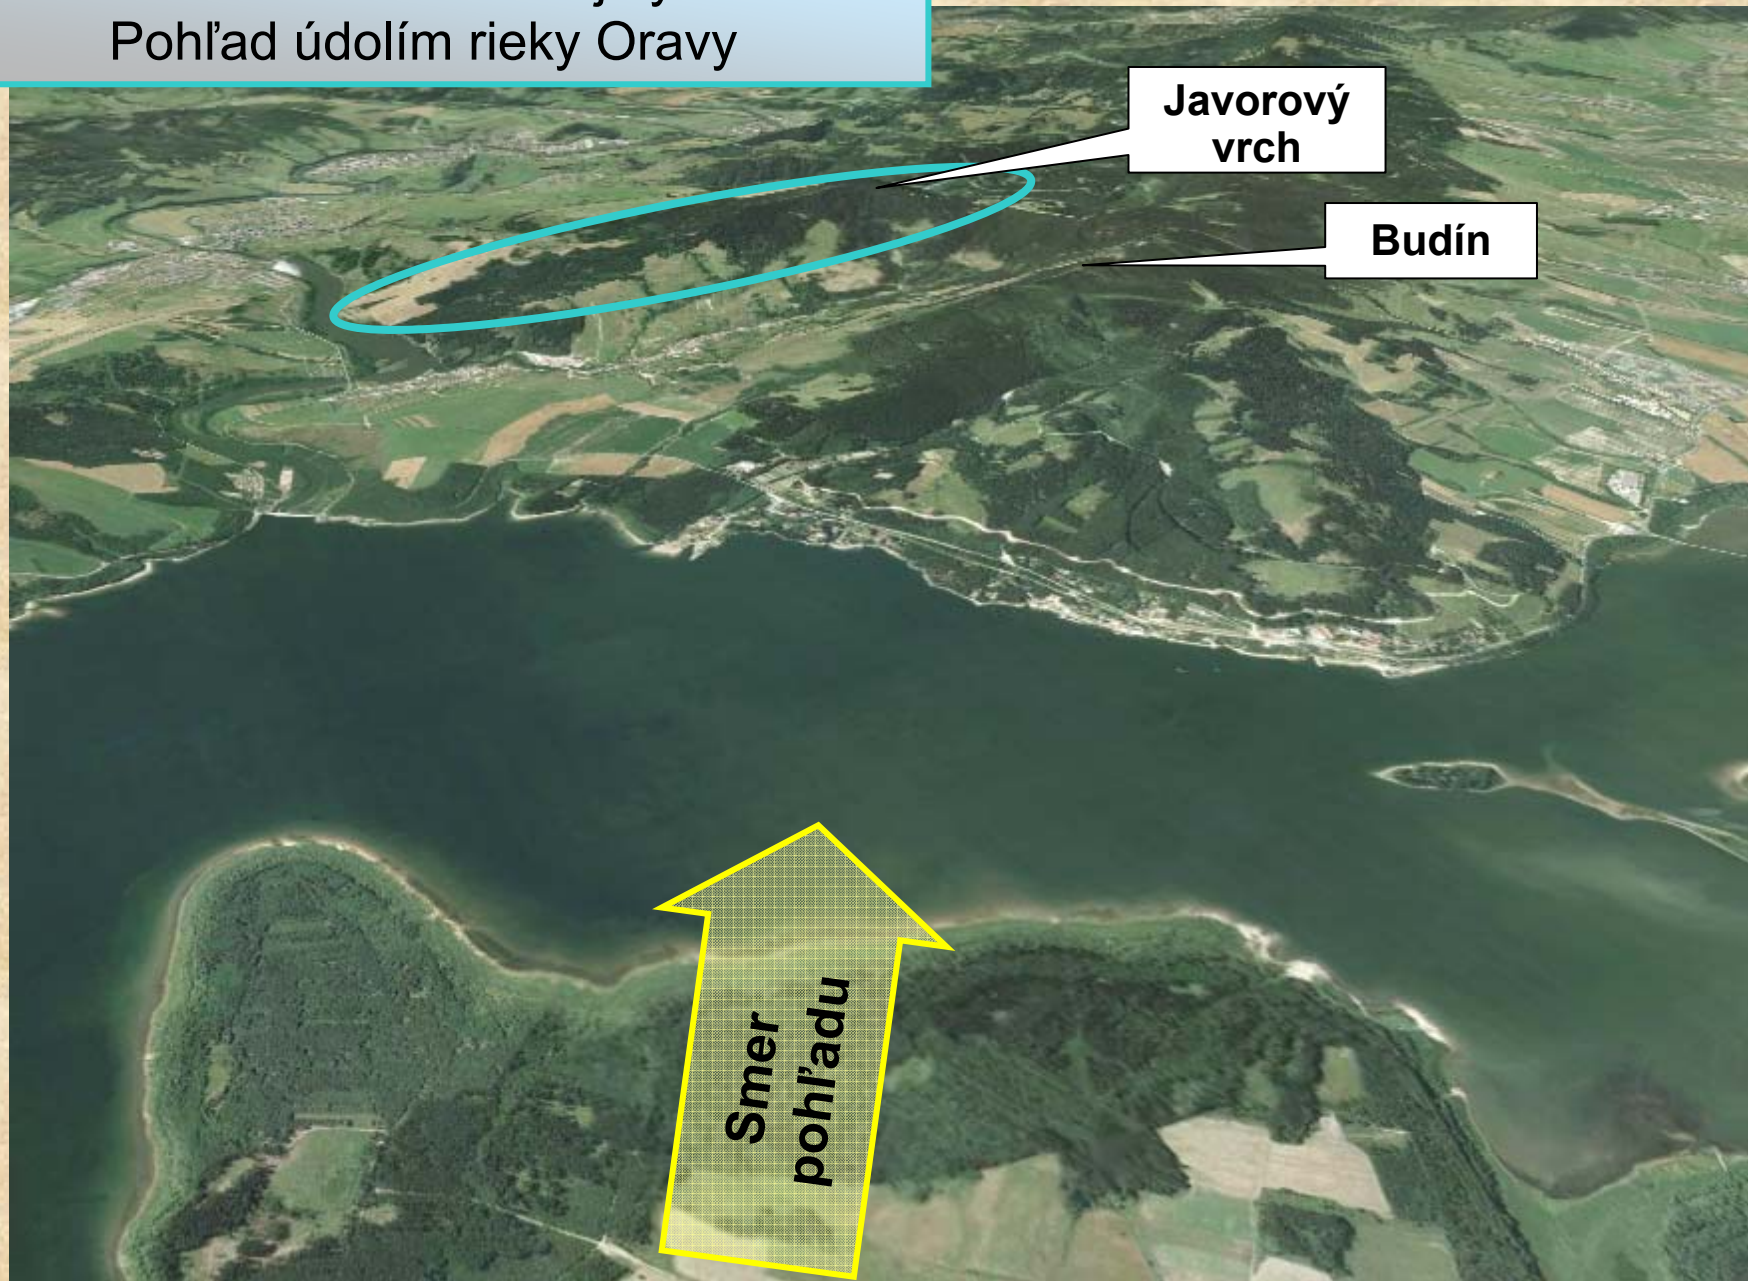 Pohľad údolím rieky Oravy
Javorový
vrch
Budín
Smer
pohľadu